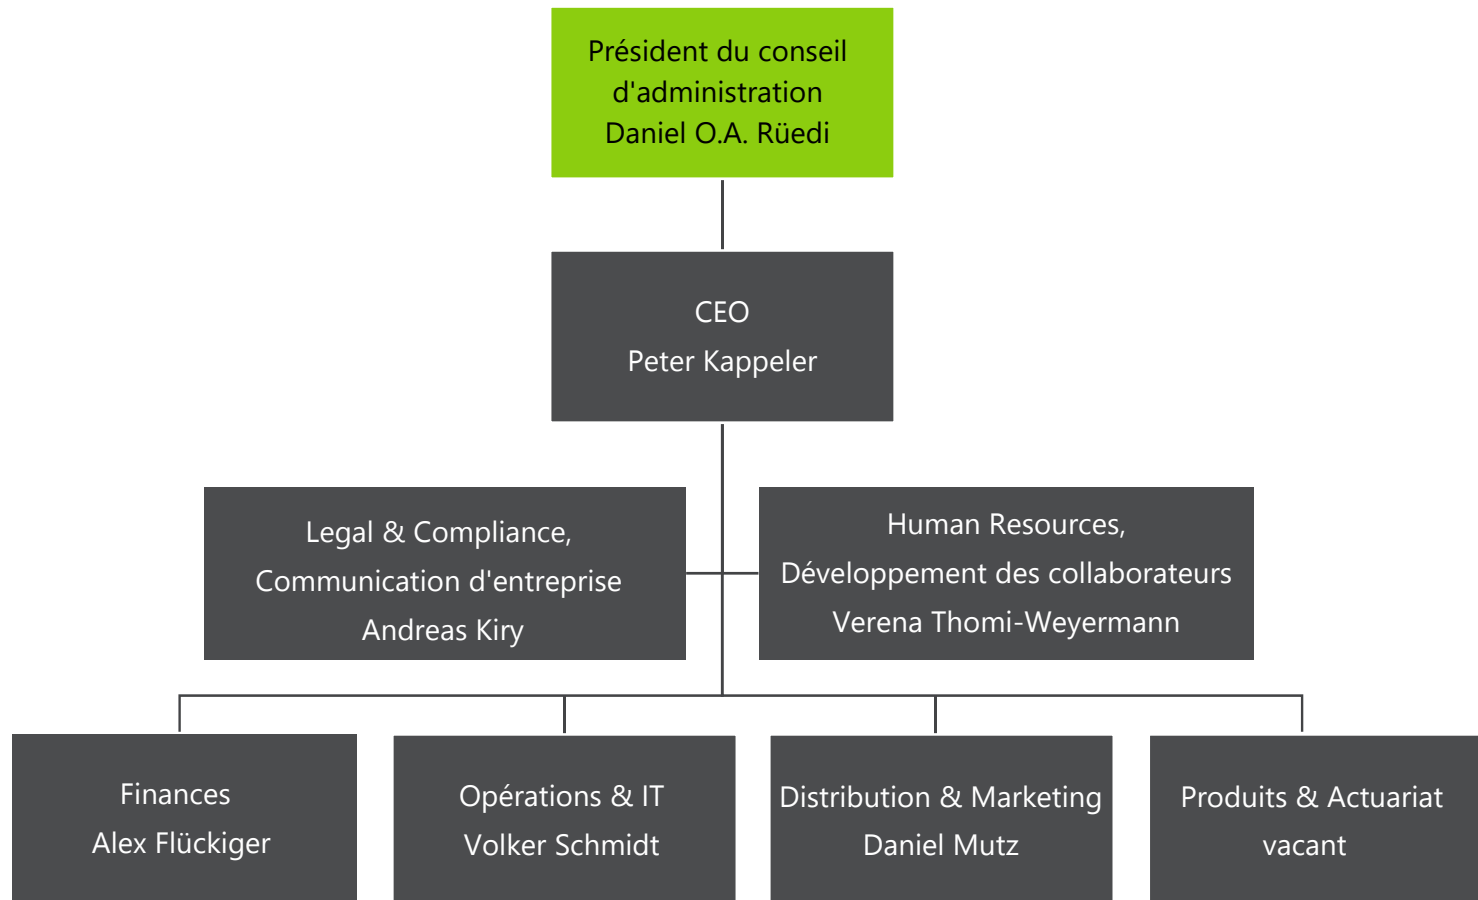 Président du conseil
d'administration
Daniel O.A. Rüedi
CEO
Peter Kappeler
Legal & Compliance,
Communication d'entreprise
Andreas Kiry
Human Resources,
Développement des collaborateurs
Verena Thomi-Weyermann
Finances
Alex Flückiger
Opérations & IT
Volker Schmidt
Distribution & Marketing
Daniel Mutz
Produits & Actuariat
vacant